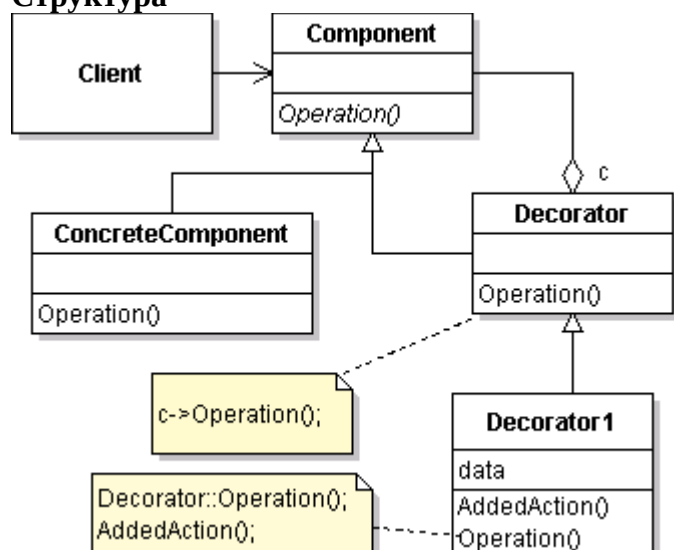 Структура
Component
Client
Operation()
c
Decorator
ConcreteComponent
Operation()
Operation()
c->Operation();
Decorator1
data
Decorator::Operation();
AddedAction();
AddedAction()
Operation()